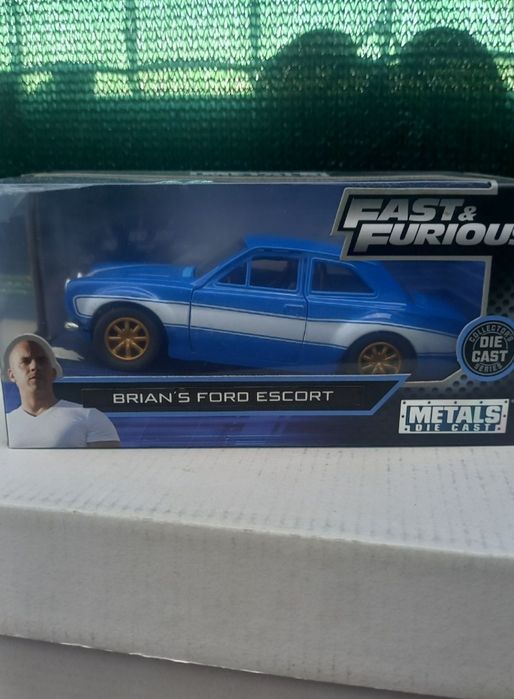 FAST &
FURIOUS
COLLECTORS
DIE
CAST
SERIES
BRIAN'S FORD ESCORT
METALS
DIE CAST